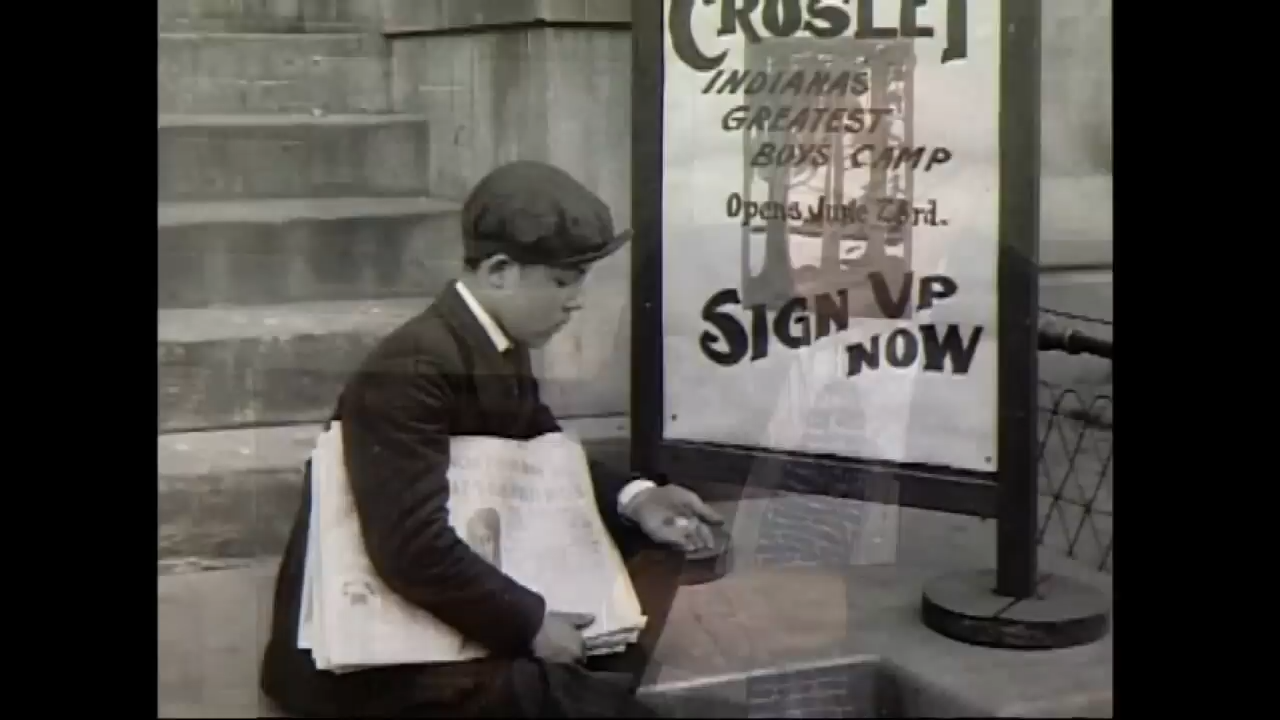 CROSLEY
INDIANAS
GREATEST
BOYS CAMP
Opens June 23rd.
SIGN UP
NOW